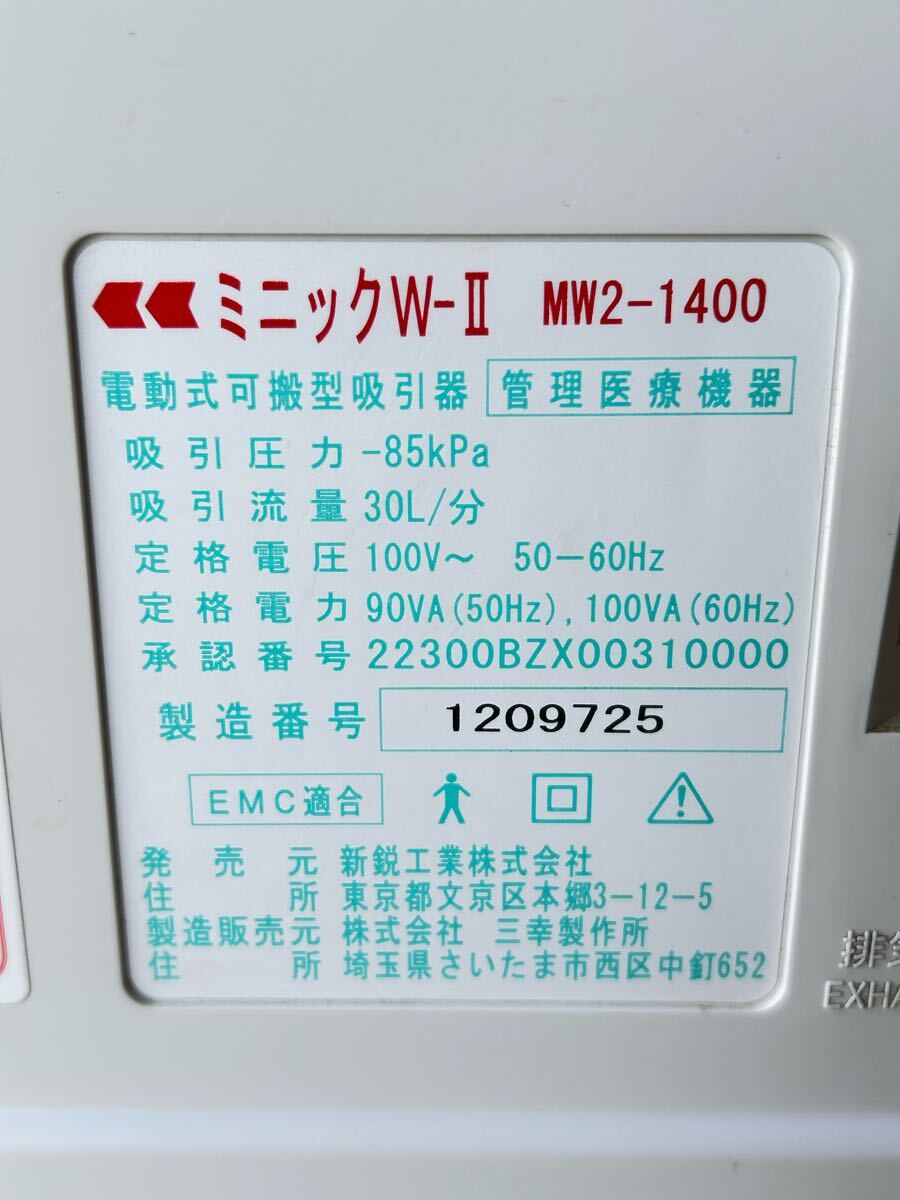 ミニックW-Ⅱ MW2-1400
電動式可搬型吸引器 管理医療機器
吸引圧力 -85kPa
吸引流量 30L/分
定格電圧 100V～ 50－60Hz
定格電力 90VA(50Hz),100VA(60Hz)
承認番号 22300BZX00310000
製造番号 1209725
EMC適合
発売元 新鋭工業株式会社
住所 東京都文京区本郷3-12-5
製造販売元 株式会社 三幸製作所
住所 埼玉県さいたま市西区中釘652
排
EXHA